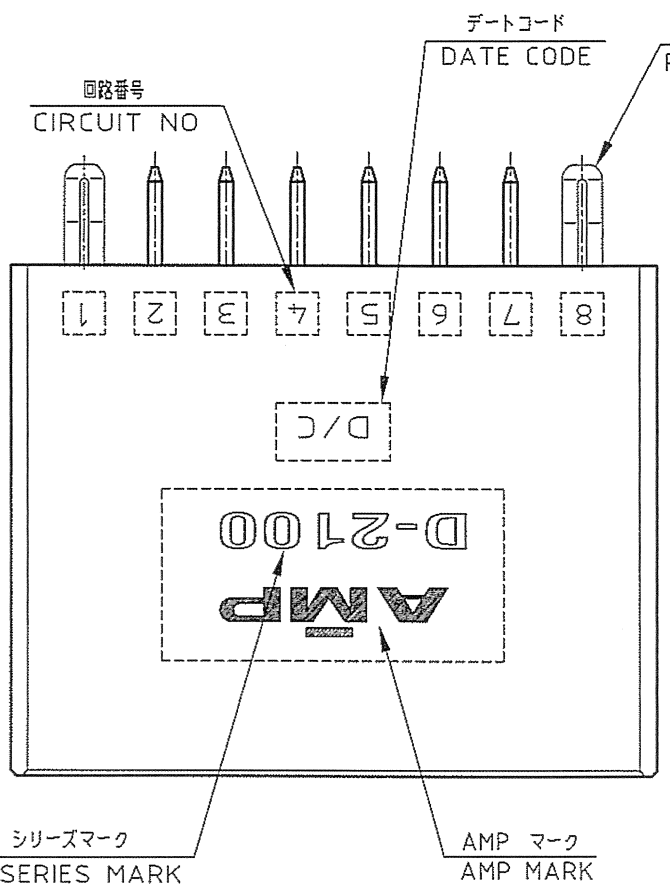 デートコード
DATE CODE
回路番号
CIRCUIT NO
1 2 3 4 5 6 7 8
D/C
D-2100
AMP
シリーズマーク
SERIES MARK
AMP マーク
AMP MARK